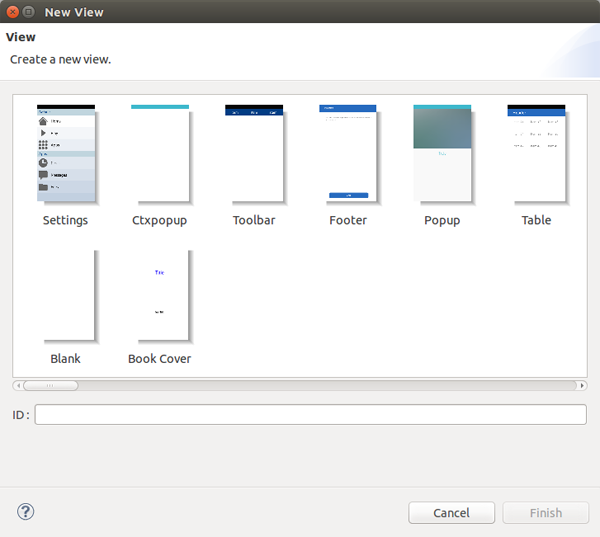 New View
View
Create a new view.
Settings
Ctxpopup
Toolbar
Footer
Popup
Table
Blank
Book Cover
ID :
Cancel
Finish